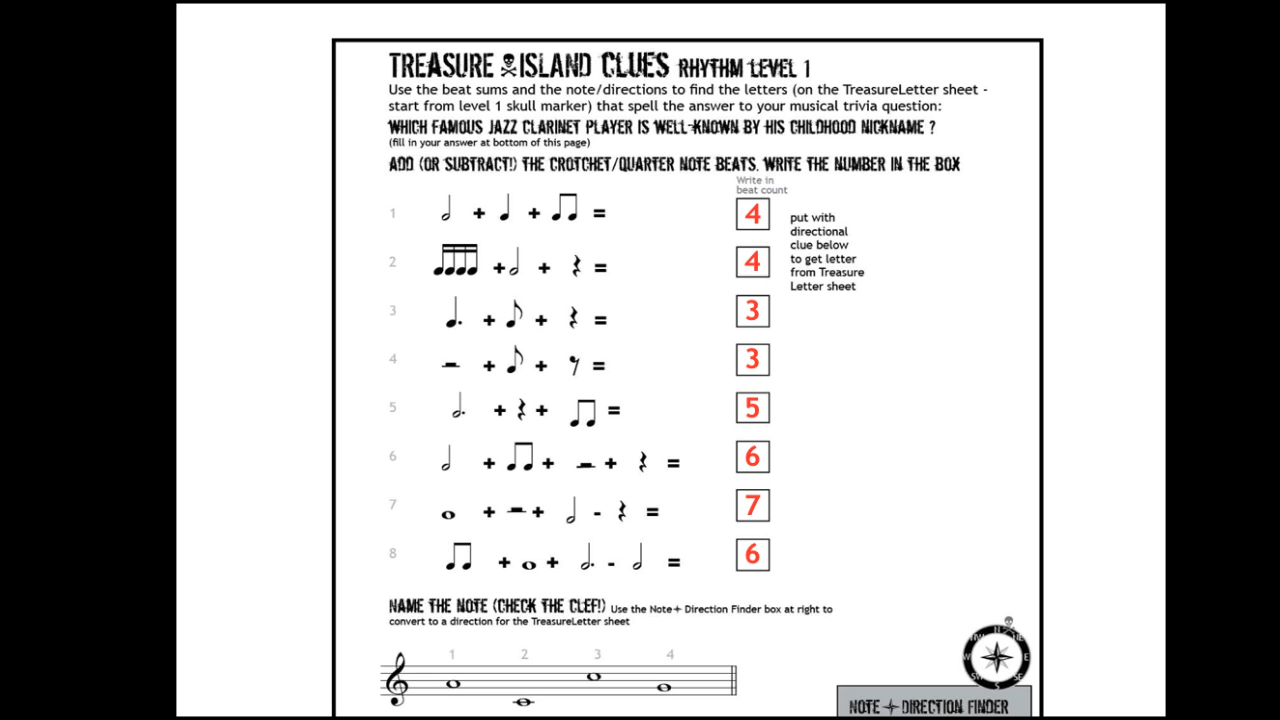 TREASURE ISLAND CLUES RHYTHM LEVEL 1
Use the beat sums and the note/directions to find the letters (on the TreasureLetter sheet -
start from level 1 skull marker) that spell the answer to your musical trivia question:
WHICH FAMOUS JAZZ CLARINET PLAYER IS WELL-KNOWN BY HIS CHILDHOOD NICKNAME ?
(fill in your answer at bottom of this page)
ADD (OR SUBTRACT!) THE CROTCHET/QUARTER NOTE BEATS. WRITE THE NUMBER IN THE BOX
Write in
beat count
1 + + = 4
put with
directional
clue below
to get letter
from Treasure
Letter sheet
2 + + = 4
3 + + = 3
4 + + = 3
5 + + = 5
6 + + + = 6
7 + + - = 7
8 + + - = 6
NAME THE NOTE (CHECK THE CLEF!) Use the Note+ Direction Finder box at right to
convert to a direction for the TreasureLetter sheet
1 2 3 4
N NE E SE S SW W
NOTE + DIRECTION FINDER